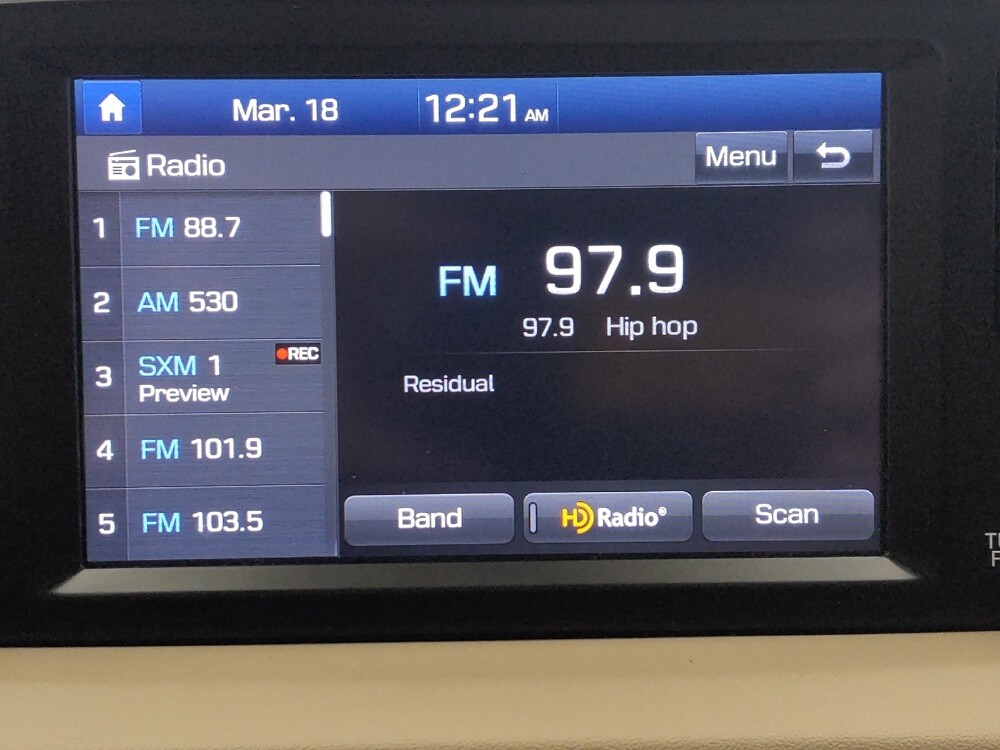 Mar. 18 12:21 AM
Radio Menu
1 FM 88.7
2 AM 530
3 SXM 1 REC
Preview
4 FM 101.9
5 FM 103.5
FM 97.9
97.9 Hip hop
Residual
Band HD Radio® Scan